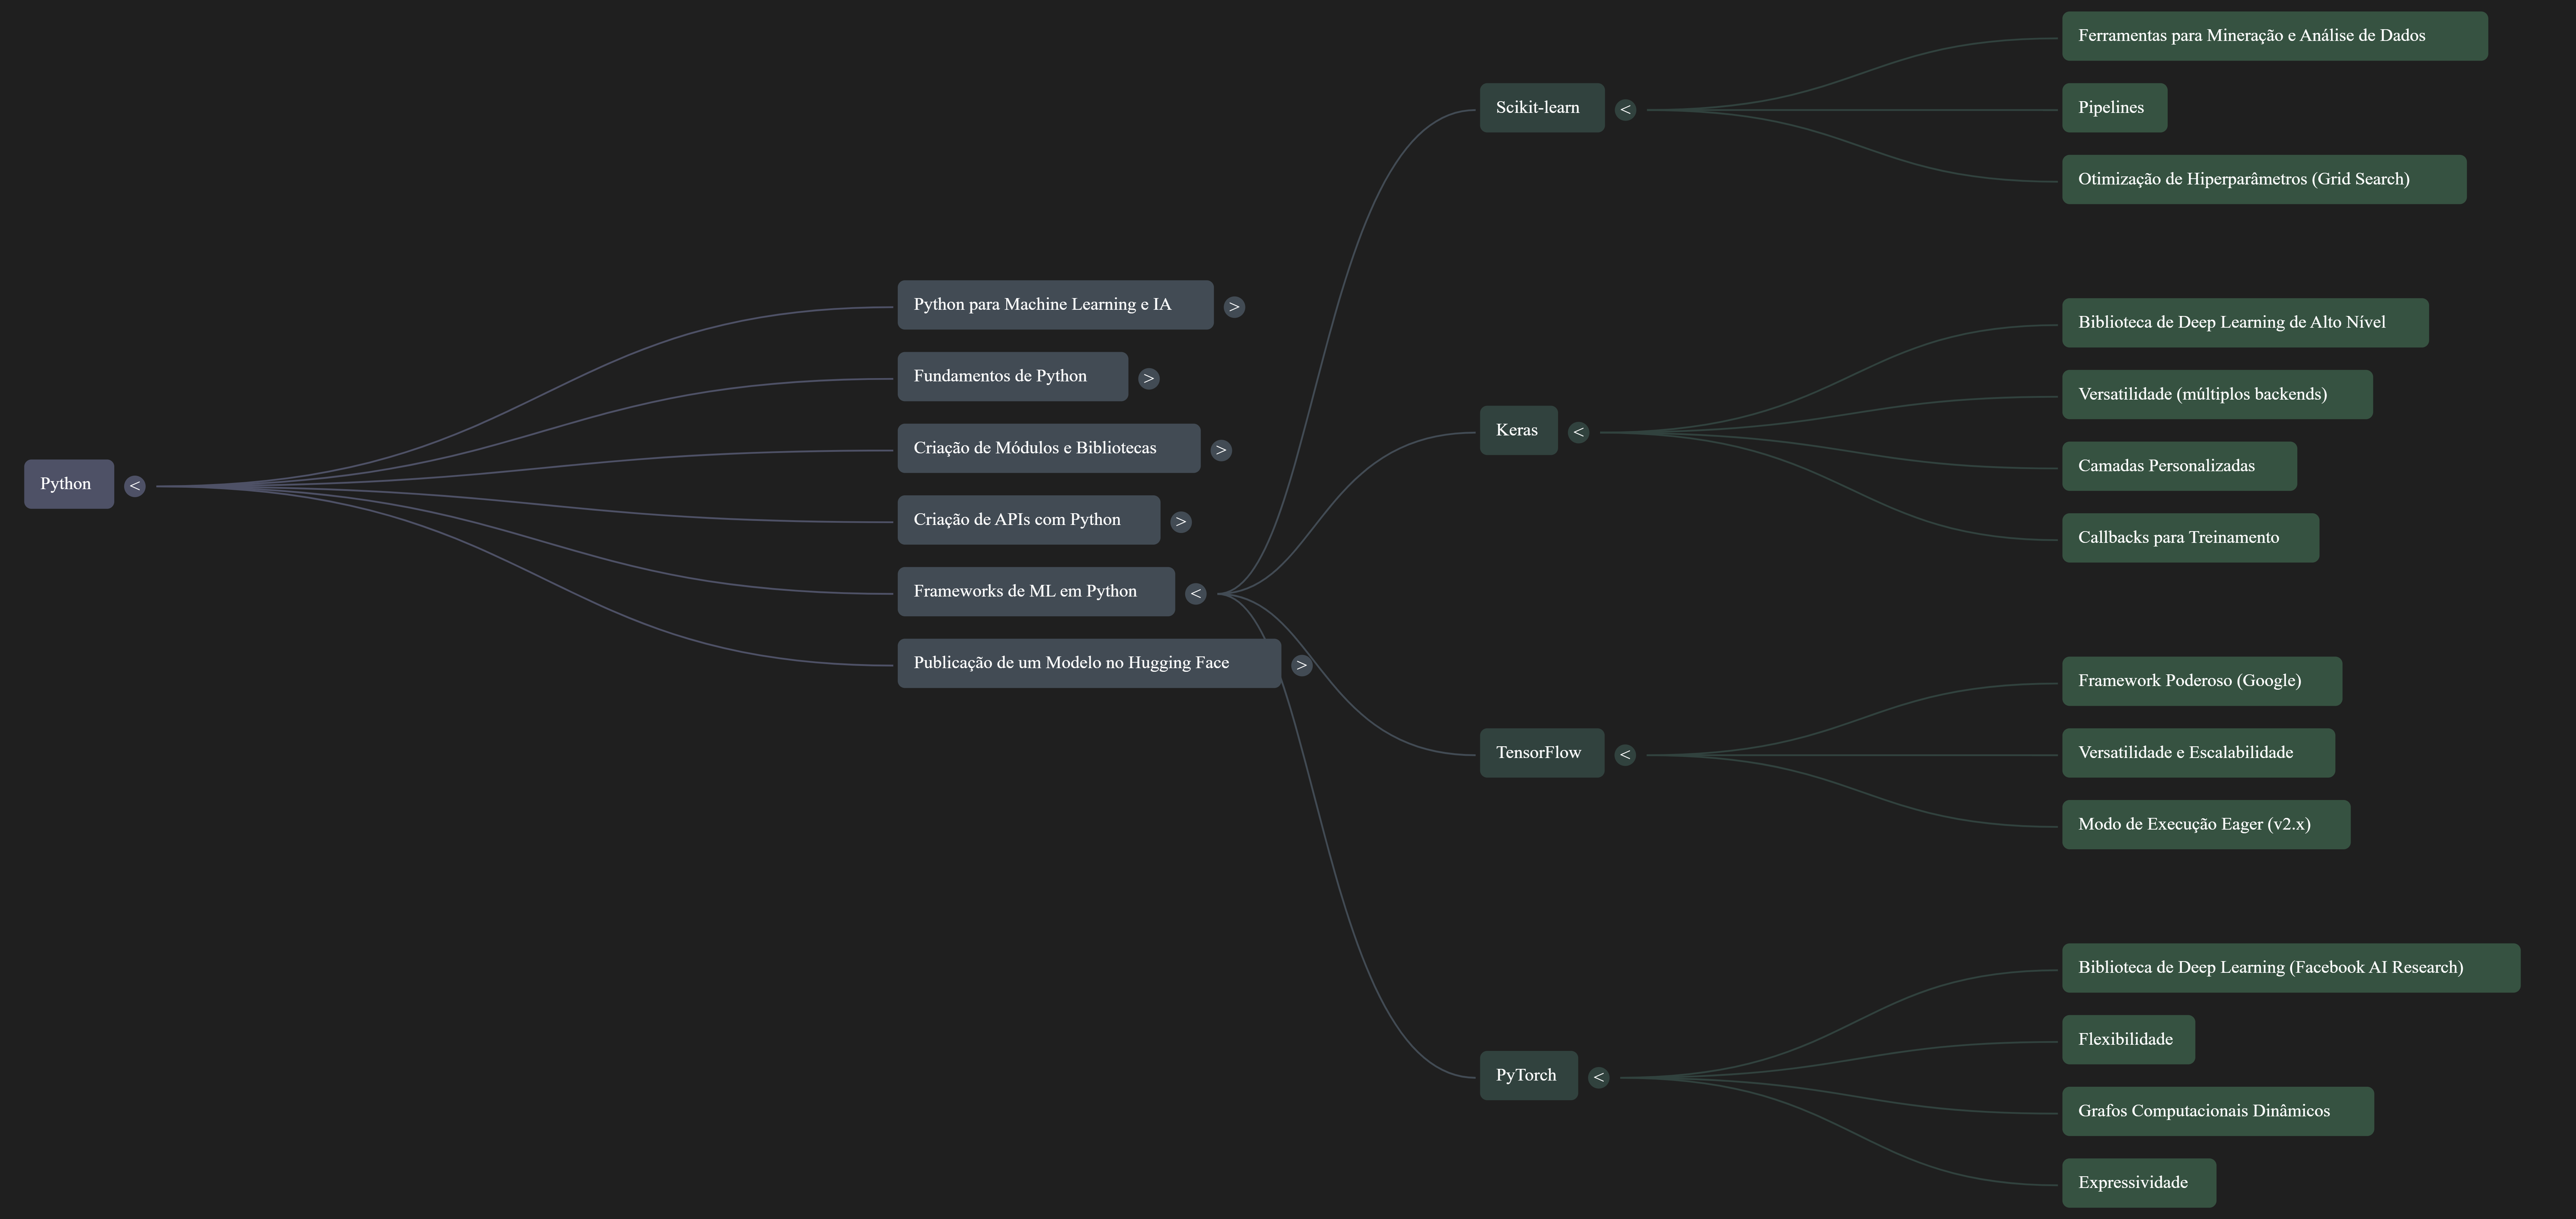 Python
<
Python para Machine Learning e IA
>
Fundamentos de Python
>
Criação de Módulos e Bibliotecas
>
Criação de APIs com Python
>
Frameworks de ML em Python
<
Publicação de um Modelo no Hugging Face
>
Scikit-learn
<
Ferramentas para Mineração e Análise de Dados
Pipelines
Otimização de Hiperparâmetros (Grid Search)
Keras
<
Biblioteca de Deep Learning de Alto Nível
Versatilidade (múltiplos backends)
Camadas Personalizadas
Callbacks para Treinamento
TensorFlow
<
Framework Poderoso (Google)
Versatilidade e Escalabilidade
Modo de Execução Eager (v2.x)
PyTorch
<
Biblioteca de Deep Learning (Facebook AI Research)
Flexibilidade
Grafos Computacionais Dinâmicos
Expressividade